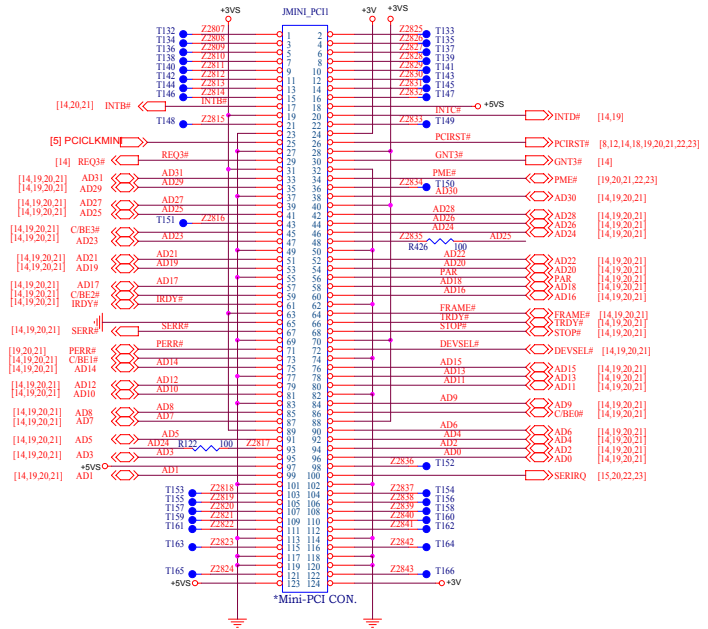 +3VS JMINI_PCI1 +3V +3VS
T132 Z2807 1 2 Z2825 T133
T134 Z2808 3 4 Z2826 T135
T136 Z2809 5 6 Z2827 T137
T138 Z2810 7 8 Z2828 T139
T140 Z2811 9 10 Z2829 T141
T142 Z2812 11 12 Z2830 T143
T144 Z2813 13 14 Z2831 T145
T146 Z2814 15 16 Z2832 T147
[14,20,21] INTB# INTB# 17 18 +5VS
19 20 INTC# INTD# [14,19]
T148 Z2815 21 22 Z2833 T149
23 24
[5] PCICLKMINI 25 26 PCIRST# PCIRST# [8,12,14,18,19,20,21,22,23]
27 28
[14] REQ3# REQ3# 29 30 GNT3# GNT3# [14]
31 32
[14,19,20,21] AD31 AD31 33 34 PME# PME# [19,20,21,22,23]
[14,19,20,21] AD29 AD29 35 36 Z2834 T150
37 38 AD30 AD30 [14,19,20,21]
[14,19,20,21] AD27 AD27 39 40
[14,19,20,21] AD25 AD25 41 42 AD28 AD28 [14,19,20,21]
T151 Z2816 43 44 AD26 AD26 [14,19,20,21]
[14,19,20,21] C/BE3# 45 46 AD24 AD24 [14,19,20,21]
[14,19,20,21] AD23 AD23 47 48 Z2835 R426 100 AD25
49 50
[14,19,20,21] AD21 AD21 51 52 AD22 AD22 [14,19,20,21]
[14,19,20,21] AD19 AD19 53 54 AD20 AD20 [14,19,20,21]
55 56 PAR PAR [14,19,20,21]
[14,19,20,21] AD17 AD17 57 58 AD18 AD18 [14,19,20,21]
[14,19,20,21] C/BE2# 59 60 AD16 AD16 [14,19,20,21]
[14,19,20,21] IRDY# IRDY# 61 62
63 64 FRAME# FRAME# [14,19,20,21]
65 66 TRDY# TRDY# [14,19,20,21]
[14,19,20,21] SERR# SERR# 67 68 STOP# STOP# [14,19,20,21]
69 70
[19,20,21] PERR# PERR# 71 72 DEVSEL# DEVSEL# [14,19,20,21]
[14,19,20,21] C/BE1# 73 74
[14,19,20,21] AD14 AD14 75 76 AD15 AD15 [14,19,20,21]
77 78 AD13 AD13 [14,19,20,21]
[14,19,20,21] AD12 AD12 79 80 AD11 AD11 [14,19,20,21]
[14,19,20,21] AD10 AD10 81 82
83 84 AD9 AD9 [14,19,20,21]
[14,19,20,21] AD8 AD8 85 86 C/BE0# [14,19,20,21]
[14,19,20,21] AD7 AD7 87 88
89 90 AD6 AD6 [14,19,20,21]
[14,19,20,21] AD5 AD5 91 92 AD4 AD4 [14,19,20,21]
AD24 R122 100 Z2817 93 94 AD2 AD2 [14,19,20,21]
[14,19,20,21] AD3 AD3 95 96 AD0 AD0 [14,19,20,21]
+5VS 97 98 Z2836 T152
[14,19,20,21] AD1 AD1 99 100 SERIRQ [15,20,22,23]
101 102
T153 Z2818 103 104 Z2837 T154
T155 Z2819 105 106 Z2838 T156
T157 Z2820 107 108 Z2839 T158
T159 Z2821 109 110 Z2840 T160
T161 Z2822 111 112 Z2841 T162
113 114
T163 Z2823 115 116 Z2842 T164
117 118
119 120
T165 Z2824 121 122 Z2843 T166
+5VS 123 124 +3V
*Mini-PCI CON.